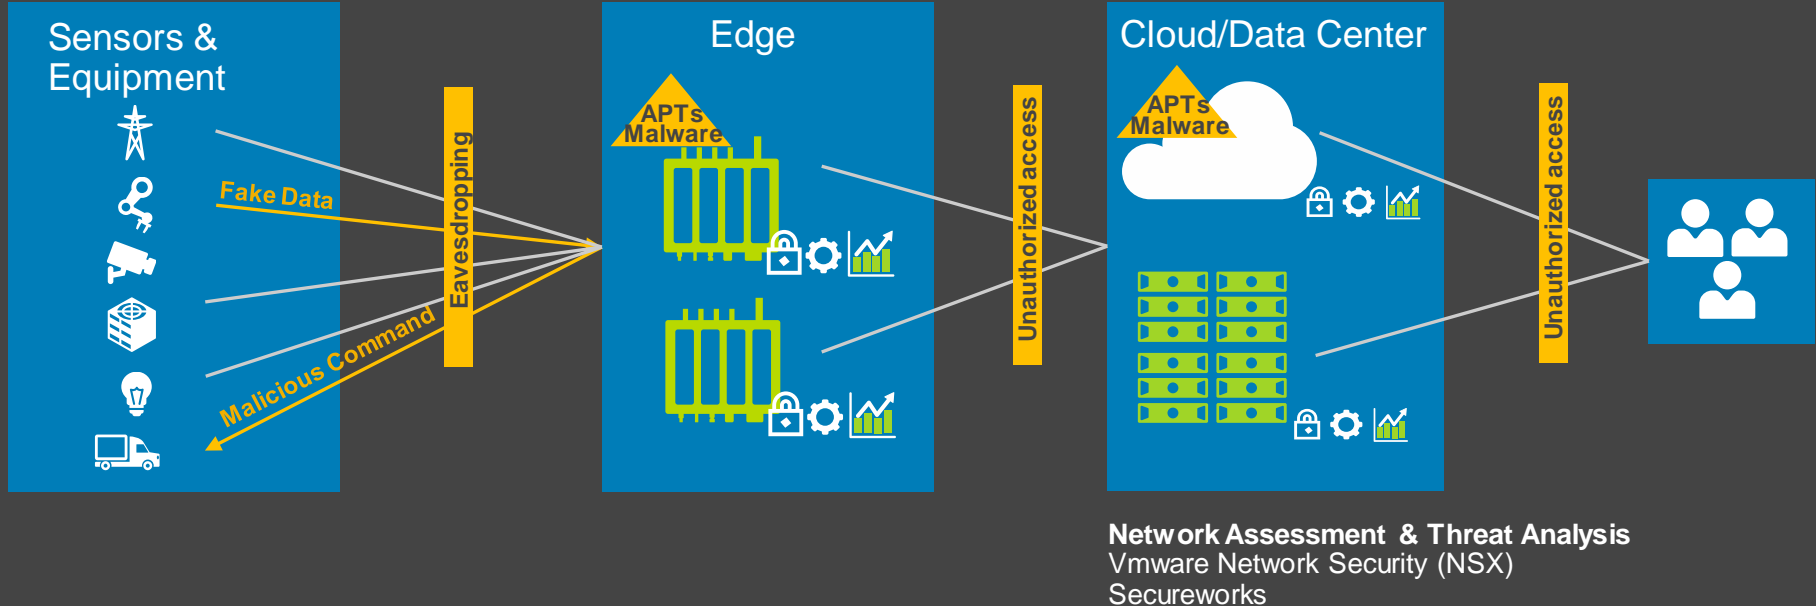 Sensors &
Equipment
Fake Data
Malicious Command
Eavesdropping
Edge
APTs
Malware
Unauthorized access
Cloud/Data Center
APTs
Malware
Unauthorized access
Network Assessment & Threat Analysis
Vmware Network Security (NSX)
Secureworks